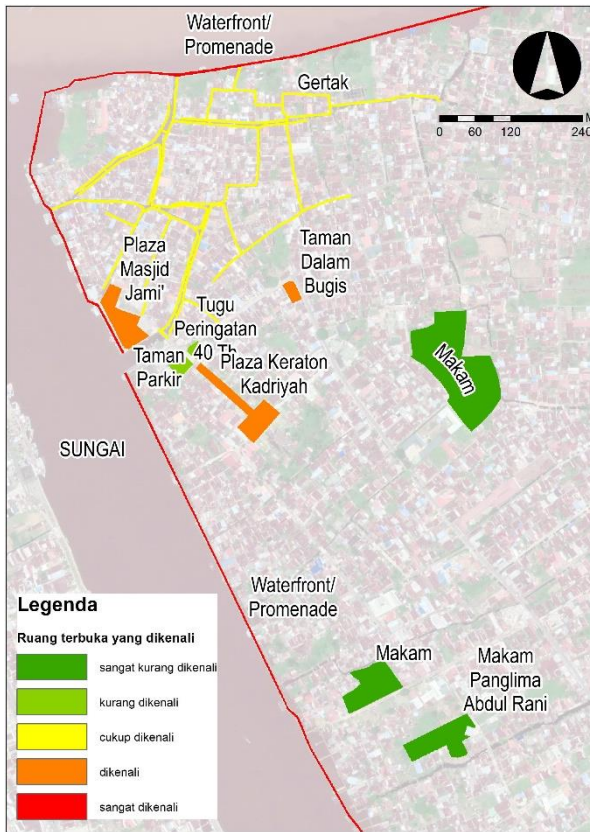 Waterfront/
Promenade
Gertak
M
0 60 120 240
Plaza
Masjid
Jami'
Taman
Dalam
Bugis
Tugu
Peringatan
40 Th
Taman
Parkir
Plaza Keraton
Kadriyah
Makam
SUNGAI
Waterfront/
Promenade
Makam
Makam
Panglima
Abdul Rani
Legenda
Ruang terbuka yang dikenali
sangat kurang dikenali
kurang dikenali
cukup dikenali
dikenali
sangat dikenali